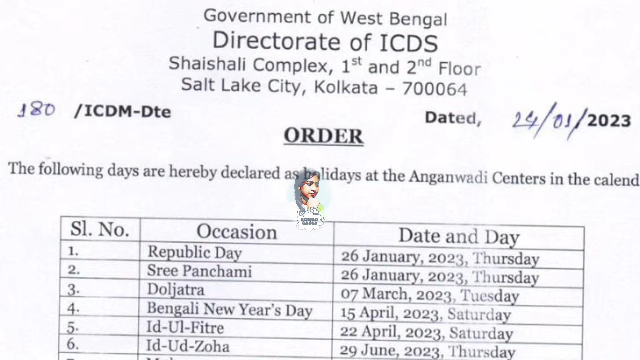 Government of West Bengal
Directorate of ICDS
Shaishali Complex, 1st and 2nd Floor
Salt Lake City, Kolkata – 700064
180 /ICDM-Dte Dated, 24/01/2023
ORDER
The following days are hereby declared as holidays at the Anganwadi Centers in the calend
Sl. No. Occasion Date and Day
1. Republic Day 26 January, 2023, Thursday
2. Sree Panchami 26 January, 2023, Thursday
3. Doljatra 07 March, 2023, Tuesday
4. Bengali New Year's Day 15 April, 2023, Saturday
5. Id-Ul-Fitre 22 April, 2023, Saturday
6. Id-Ud-Zoha 29 June, 2023, Thursday